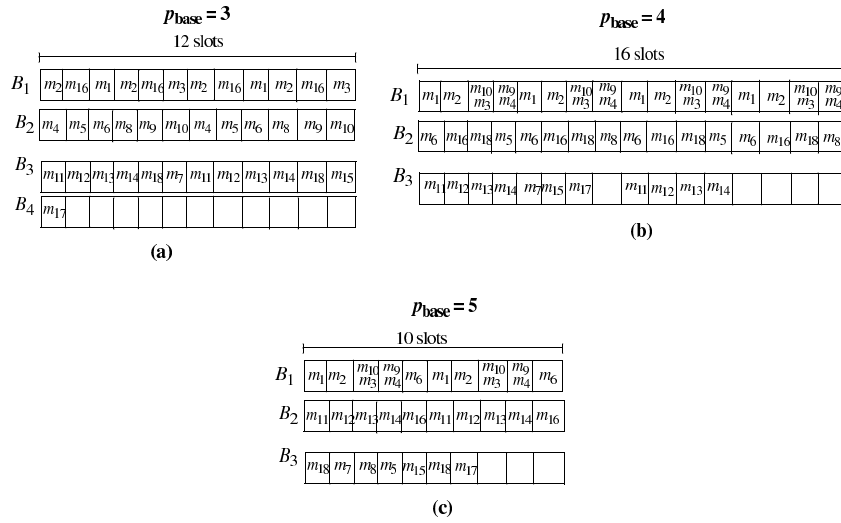 p_base = 3
12 slots
B1 m2 m16 m1 m2 m16 m3 m2 m16 m1 m2 m16 m3
B2 m4 m5 m6 m8 m9 m10 m4 m5 m6 m8 m9 m10
B3 m11 m12 m13 m14 m18 m7 m11 m12 m13 m14 m18 m15
B4 m17
(a)
p_base = 4
16 slots
m10 m9 m10 m9 m10 m9 m10 m9
B1 m1 m2 m3 m4 m1 m2 m3 m4 m1 m2 m3 m4 m1 m2 m3 m4
B2 m6 m16 m18 m5 m6 m16 m18 m8 m6 m16 m18 m5 m6 m16 m18 m8
B3 m11 m12 m13 m14 m7 m15 m17 m11 m12 m13 m14
(b)
p_base = 5
10 slots
m10 m9 m10 m9
B1 m1 m2 m3 m4 m6 m1 m2 m3 m4 m6
B2 m11 m12 m13 m14 m16 m11 m12 m13 m14 m16
B3 m18 m7 m8 m5 m15 m18 m17
(c)